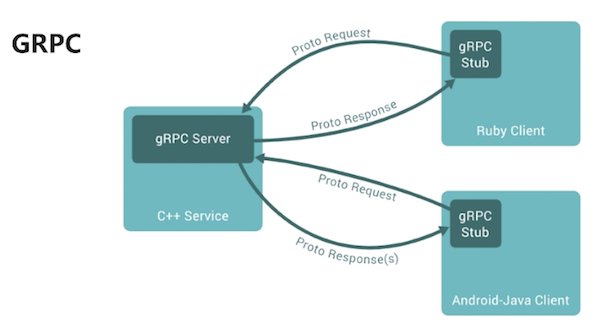 GRPC
Proto Request
gRPC
Stub
Ruby Client
Proto Response
gRPC Server
C++ Service
Proto Request
gRPC
Stub
Proto Response(s)
Android-Java Client